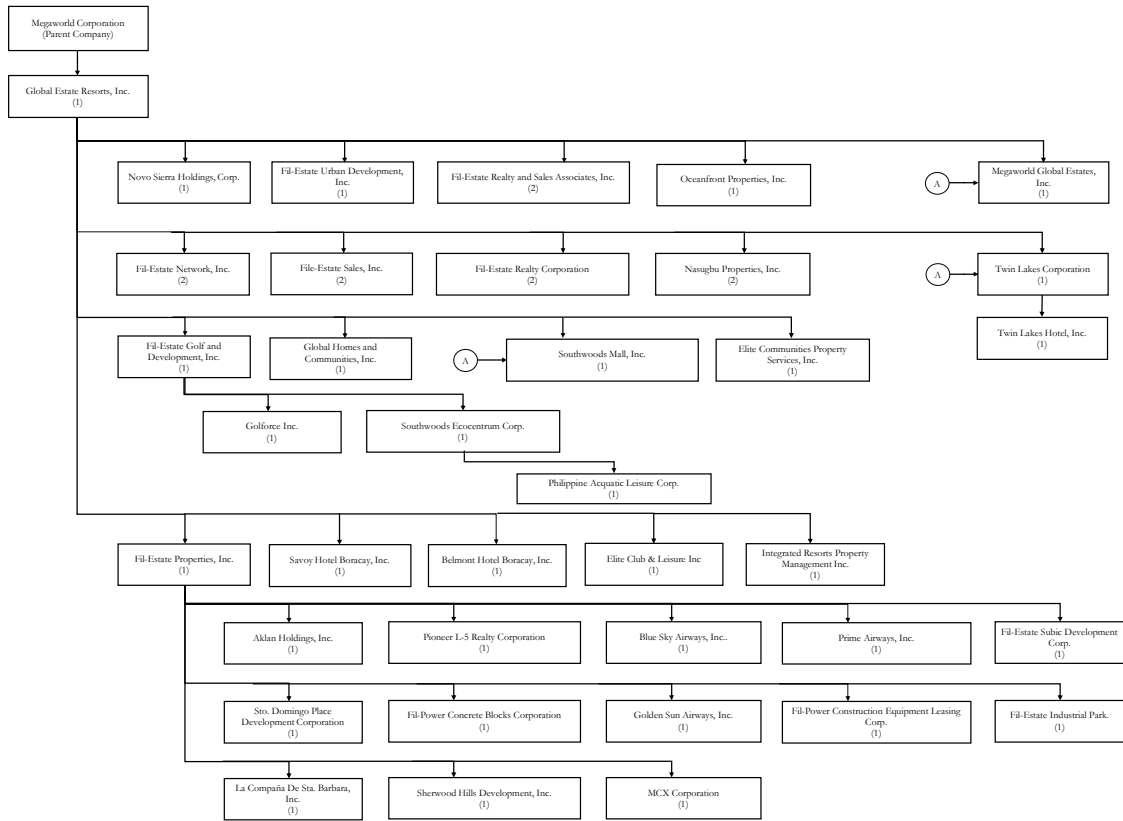 Megaworld Corporation
(Parent Company)
Global Estate Resorts, Inc.
(1)
Novo Sierra Holdings, Corp.
(1)
Fil-Estate Urban Development,
Inc.
(1)
Fil-Estate Realty and Sales Associates, Inc.
(2)
Oceanfront Properties, Inc.
(1)
A
Megaworld Global Estates,
Inc.
(1)
Fil-Estate Network, Inc.
(2)
File-Estate Sales, Inc.
(2)
Fil-Estate Realty Corporation
(2)
Nasugbu Properties, Inc.
(2)
A
Twin Lakes Corporation
(1)
Twin Lakes Hotel, Inc.
(1)
Fil-Estate Golf and
Development, Inc.
(1)
Global Homes and
Communities, Inc.
(1)
A
Southwoods Mall, Inc.
(1)
Elite Communities Property
Services, Inc.
(1)
Golforce Inc.
(1)
Southwoods Ecocentrum Corp.
(1)
Philippine Acquatic Leisure Corp.
(1)
Fil-Estate Properties, Inc.
(1)
Savoy Hotel Boracay, Inc.
(1)
Belmont Hotel Boracay, Inc.
(1)
Elite Club & Leisure Inc
(1)
Integrated Resorts Property
Management Inc.
(1)
Aklan Holdings, Inc.
(1)
Pioneer L-5 Realty Corporation
(1)
Blue Sky Airways, Inc..
(1)
Prime Airways, Inc.
(1)
Fil-Estate Subic Development
Corp.
(1)
Sto. Domingo Place
Development Corporation
(1)
Fil-Power Concrete Blocks Corporation
(1)
Golden Sun Airways, Inc.
(1)
Fil-Power Construction Equipment Leasing
Corp.
(1)
Fil-Estate Industrial Park.
(1)
La Compaña De Sta. Barbara,
Inc.
(1)
Sherwood Hills Development, Inc.
(1)
MCX Corporation
(1)